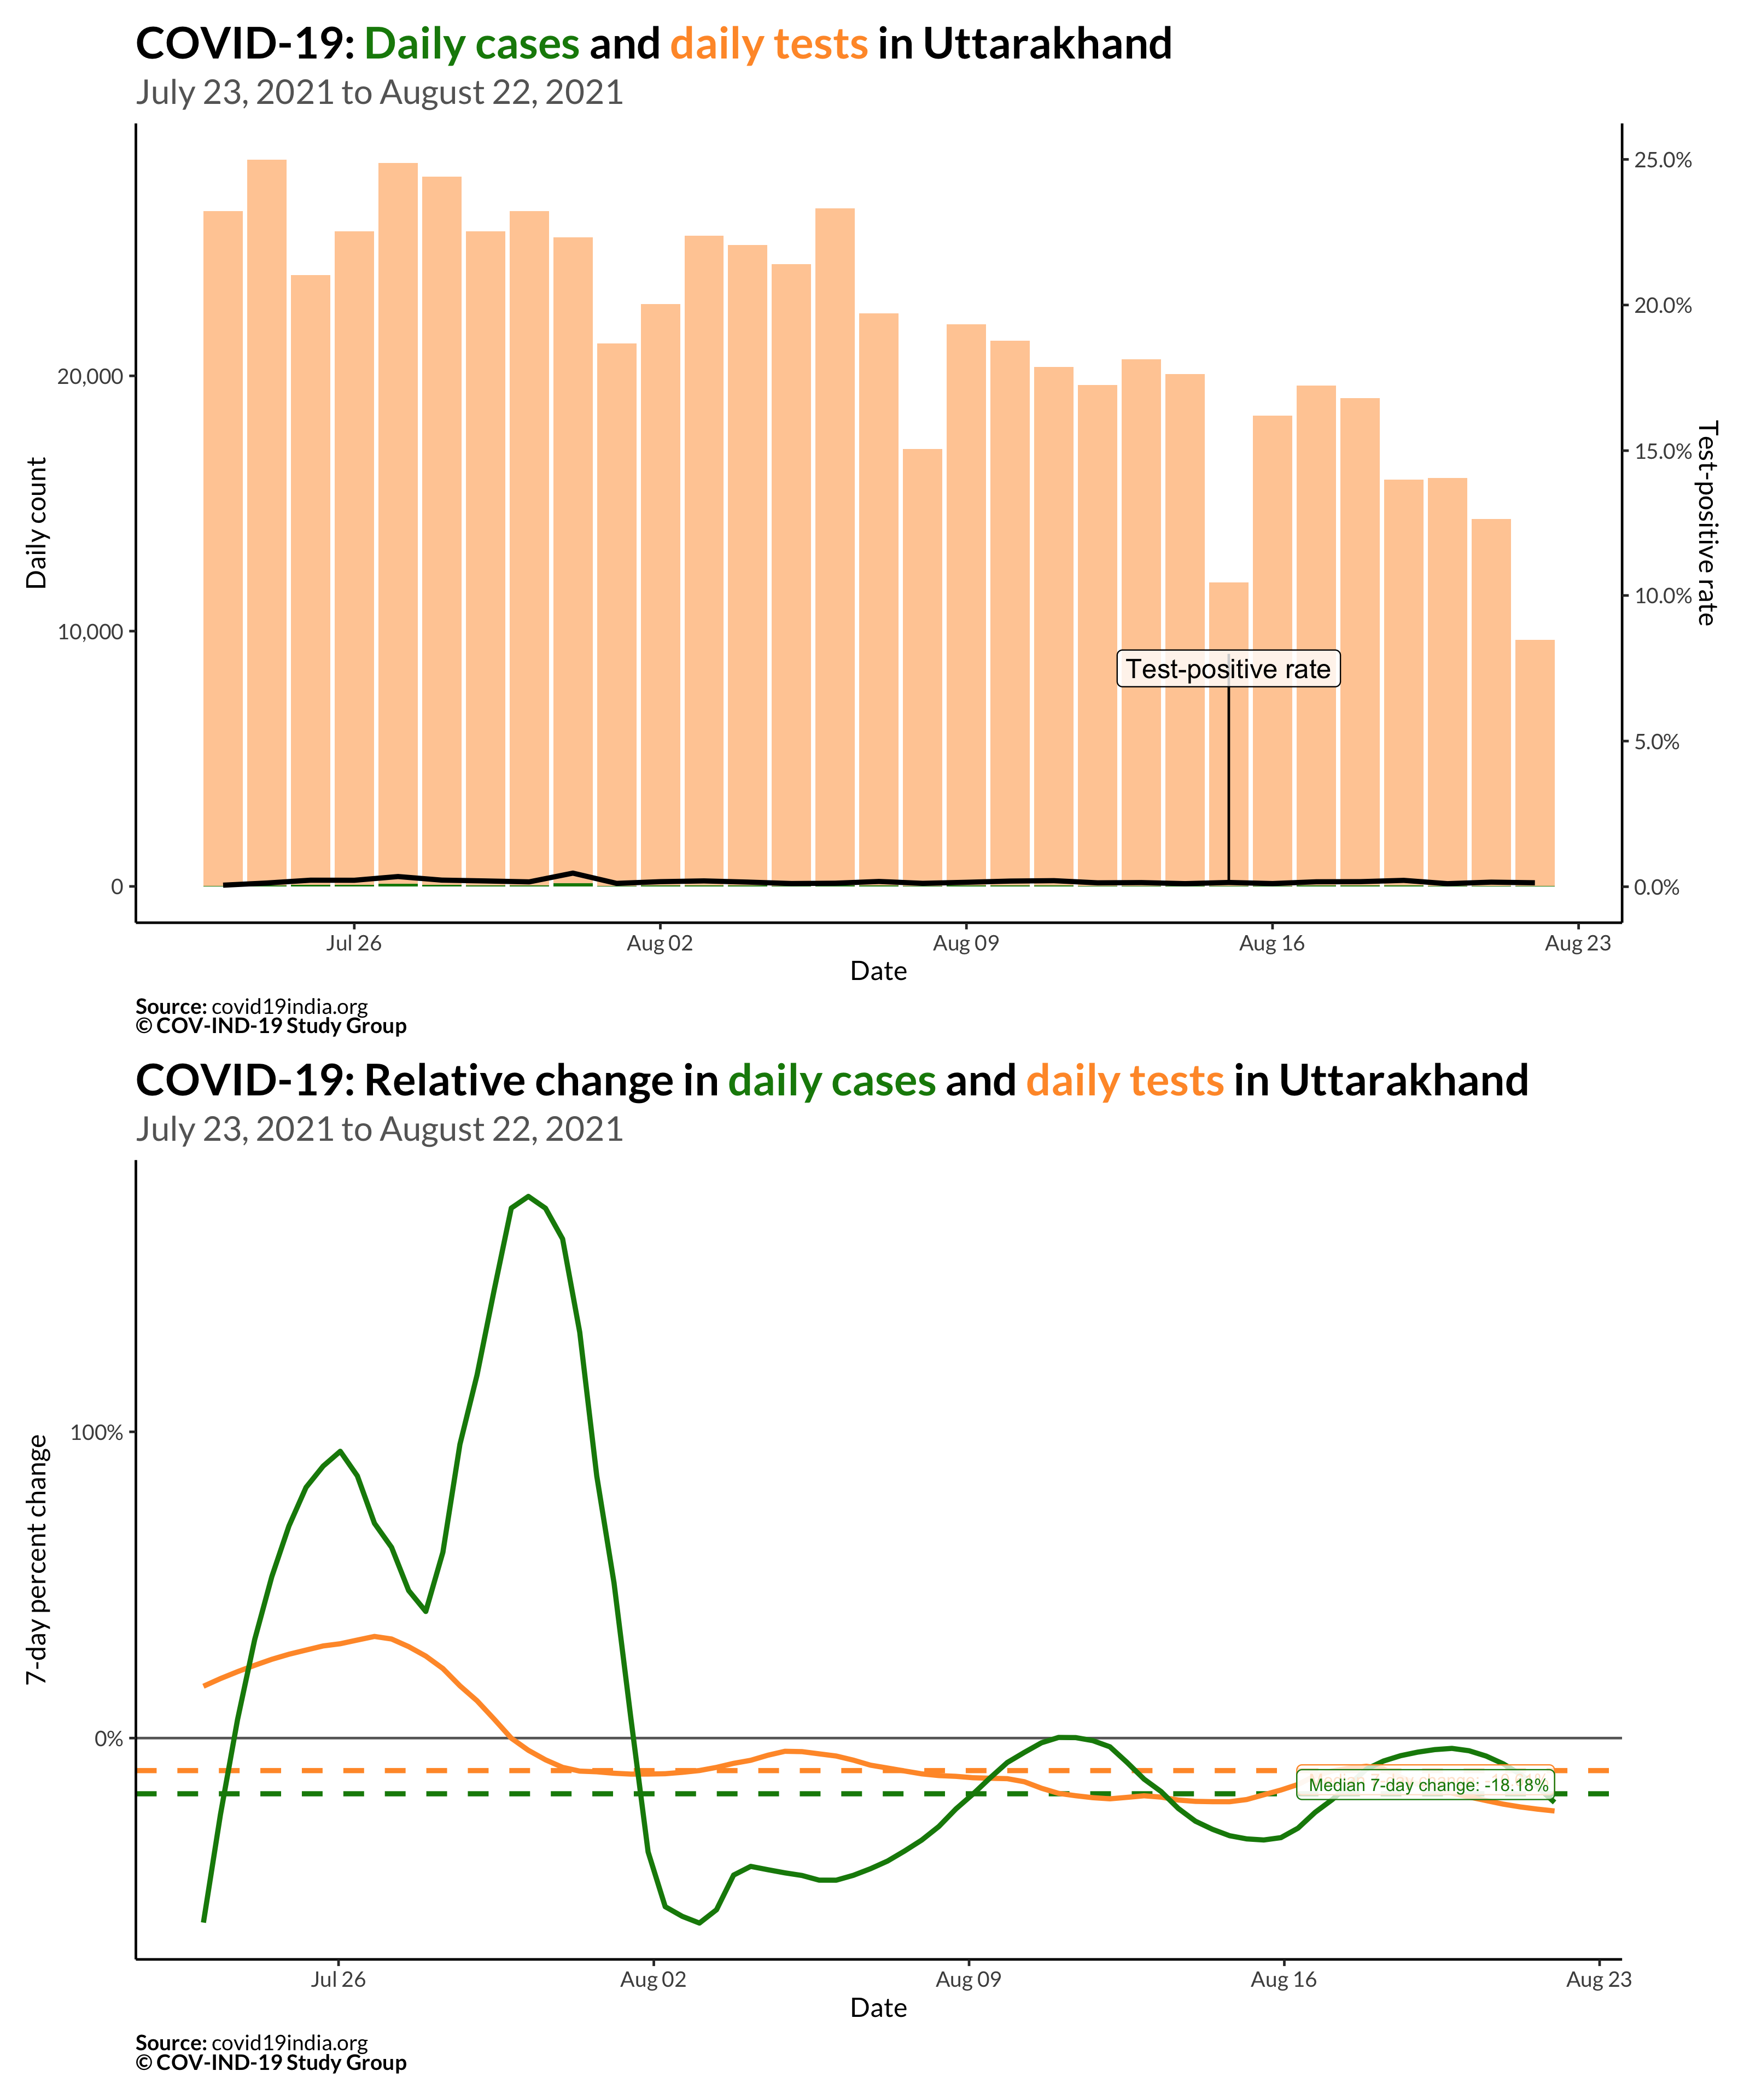 COVID-19: Daily cases and daily tests in Uttarakhand
July 23, 2021 to August 22, 2021
25.0%
20.0%
20,000
15.0%
Daily count
Test-positive rate
10.0%
10,000
Test-positive rate
5.0%
0
0.0%
Jul 26
Aug 02
Aug 09
Aug 16
Aug 23
Date
Source: covid19india.org
© COV-IND-19 Study Group
COVID-19: Relative change in daily cases and daily tests in Uttarakhand
July 23, 2021 to August 22, 2021
100%
7-day percent change
0%
Median 7-day change: -18.18%
Jul 26
Aug 02
Aug 09
Aug 16
Aug 23
Date
Source: covid19india.org
© COV-IND-19 Study Group